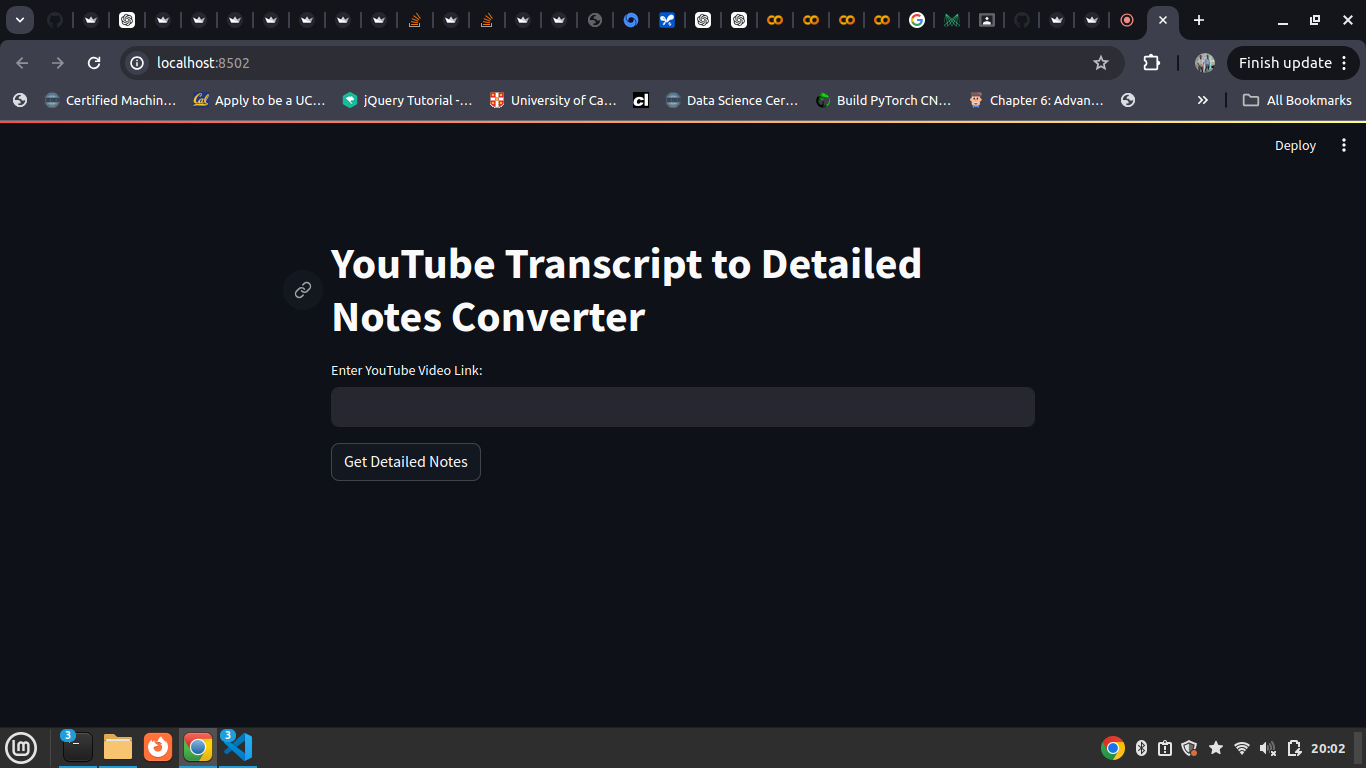 localhost:8502
Finish update
Certified Machin...
Apply to be a UC...
jQuery Tutorial -...
University of Ca...
Data Science Cer...
Build PyTorch CN...
Chapter 6: Advan...
All Bookmarks
Deploy
YouTube Transcript to Detailed
Notes Converter
Enter YouTube Video Link:
Get Detailed Notes
3
3
20:02